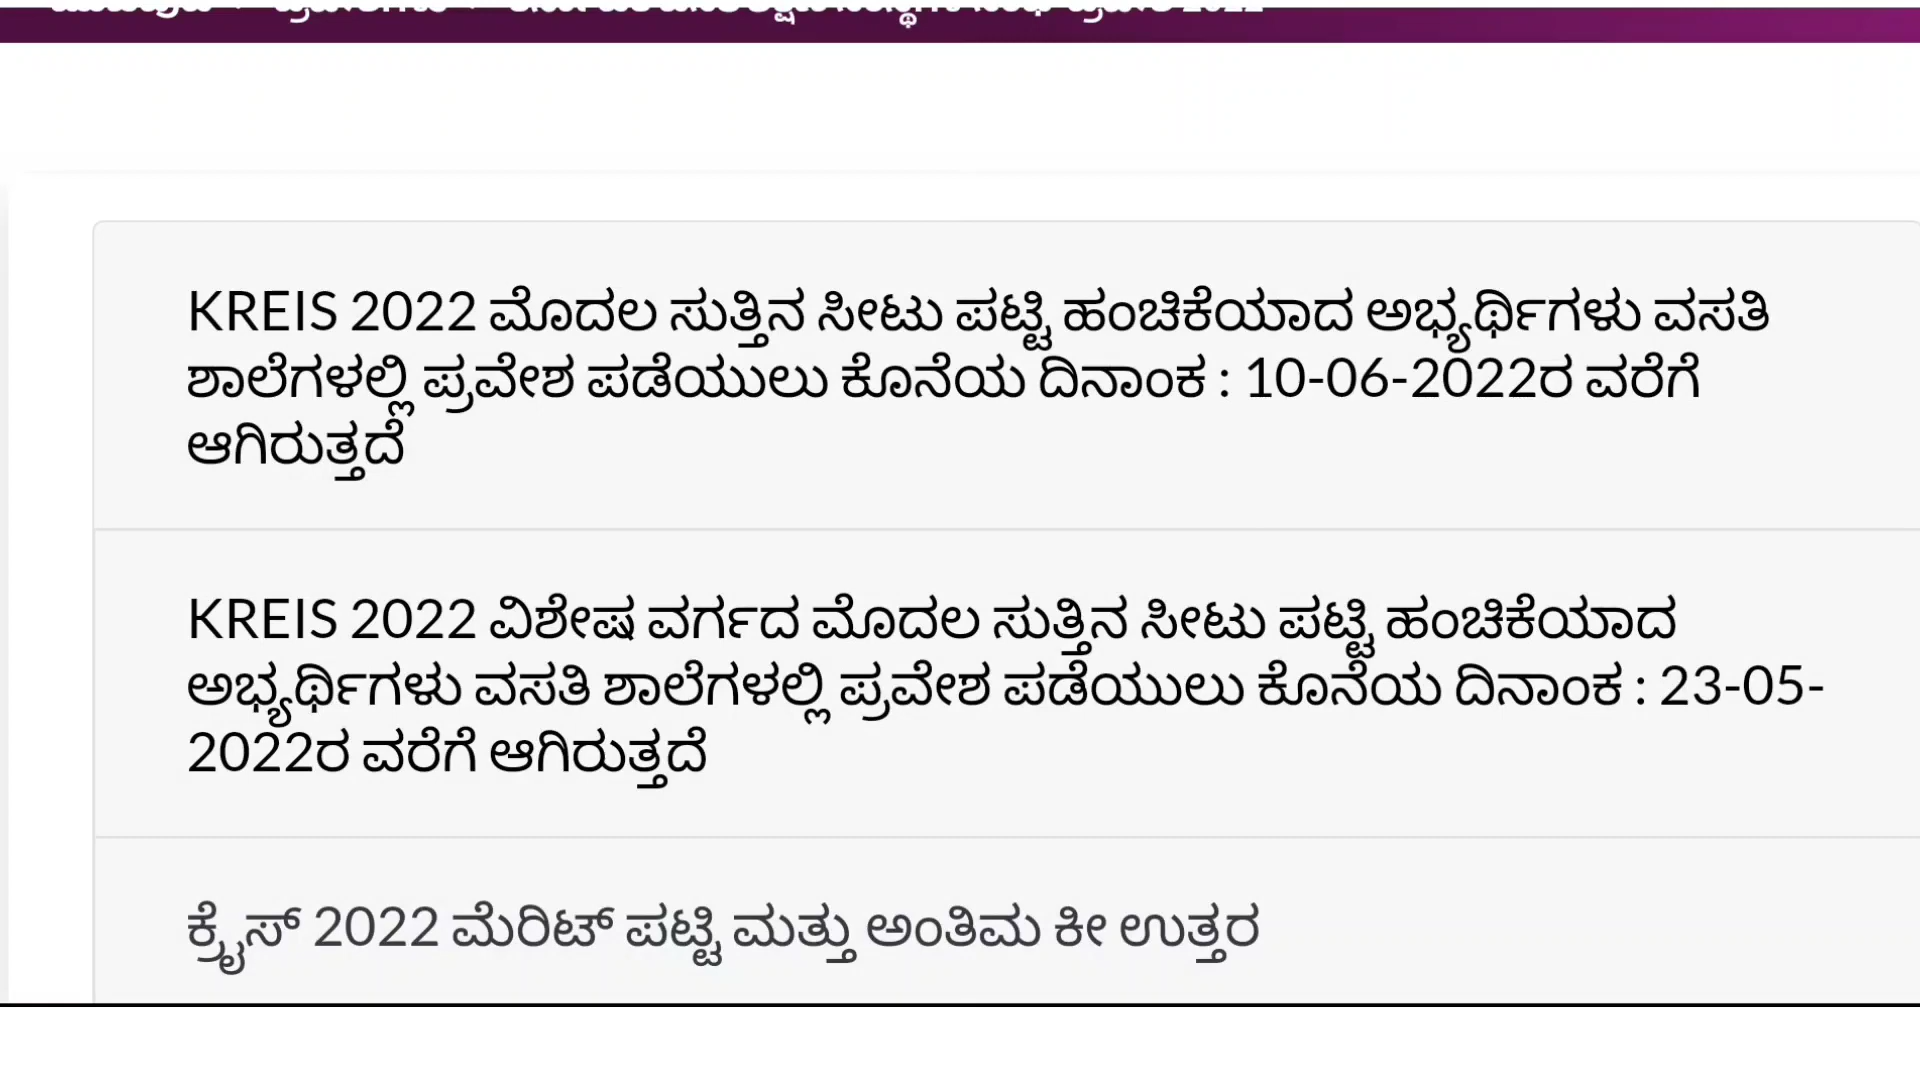 2022
KREIS 2022 ಮೊದಲ ಸುತ್ತಿನ ಸೀಟು ಪಟ್ಟಿ ಹಂಚಿಕೆಯಾದ ಅಭ್ಯರ್ಥಿಗಳು ವಸತಿ
ಶಾಲೆಗಳಲ್ಲಿ ಪ್ರವೇಶ ಪಡೆಯುಲು ಕೊನೆಯ ದಿನಾಂಕ : 10-06-2022ರ ವರೆಗೆ
ಆಗಿರುತ್ತದೆ
KREIS 2022 ವಿಶೇಷ ವರ್ಗದ ಮೊದಲ ಸುತ್ತಿನ ಸೀಟು ಪಟ್ಟಿ ಹಂಚಿಕೆಯಾದ
ಅಭ್ಯರ್ಥಿಗಳು ವಸತಿ ಶಾಲೆಗಳಲ್ಲಿ ಪ್ರವೇಶ ಪಡೆಯುಲು ಕೊನೆಯ ದಿನಾಂಕ : 23-05-
2022ರ ವರೆಗೆ ಆಗಿರುತ್ತದೆ
ಕ್ರೈಸ್ 2022 ಮೆರಿಟ್ ಪಟ್ಟಿ ಮತ್ತು ಅಂತಿಮ ಕೀ ಉತ್ತರ